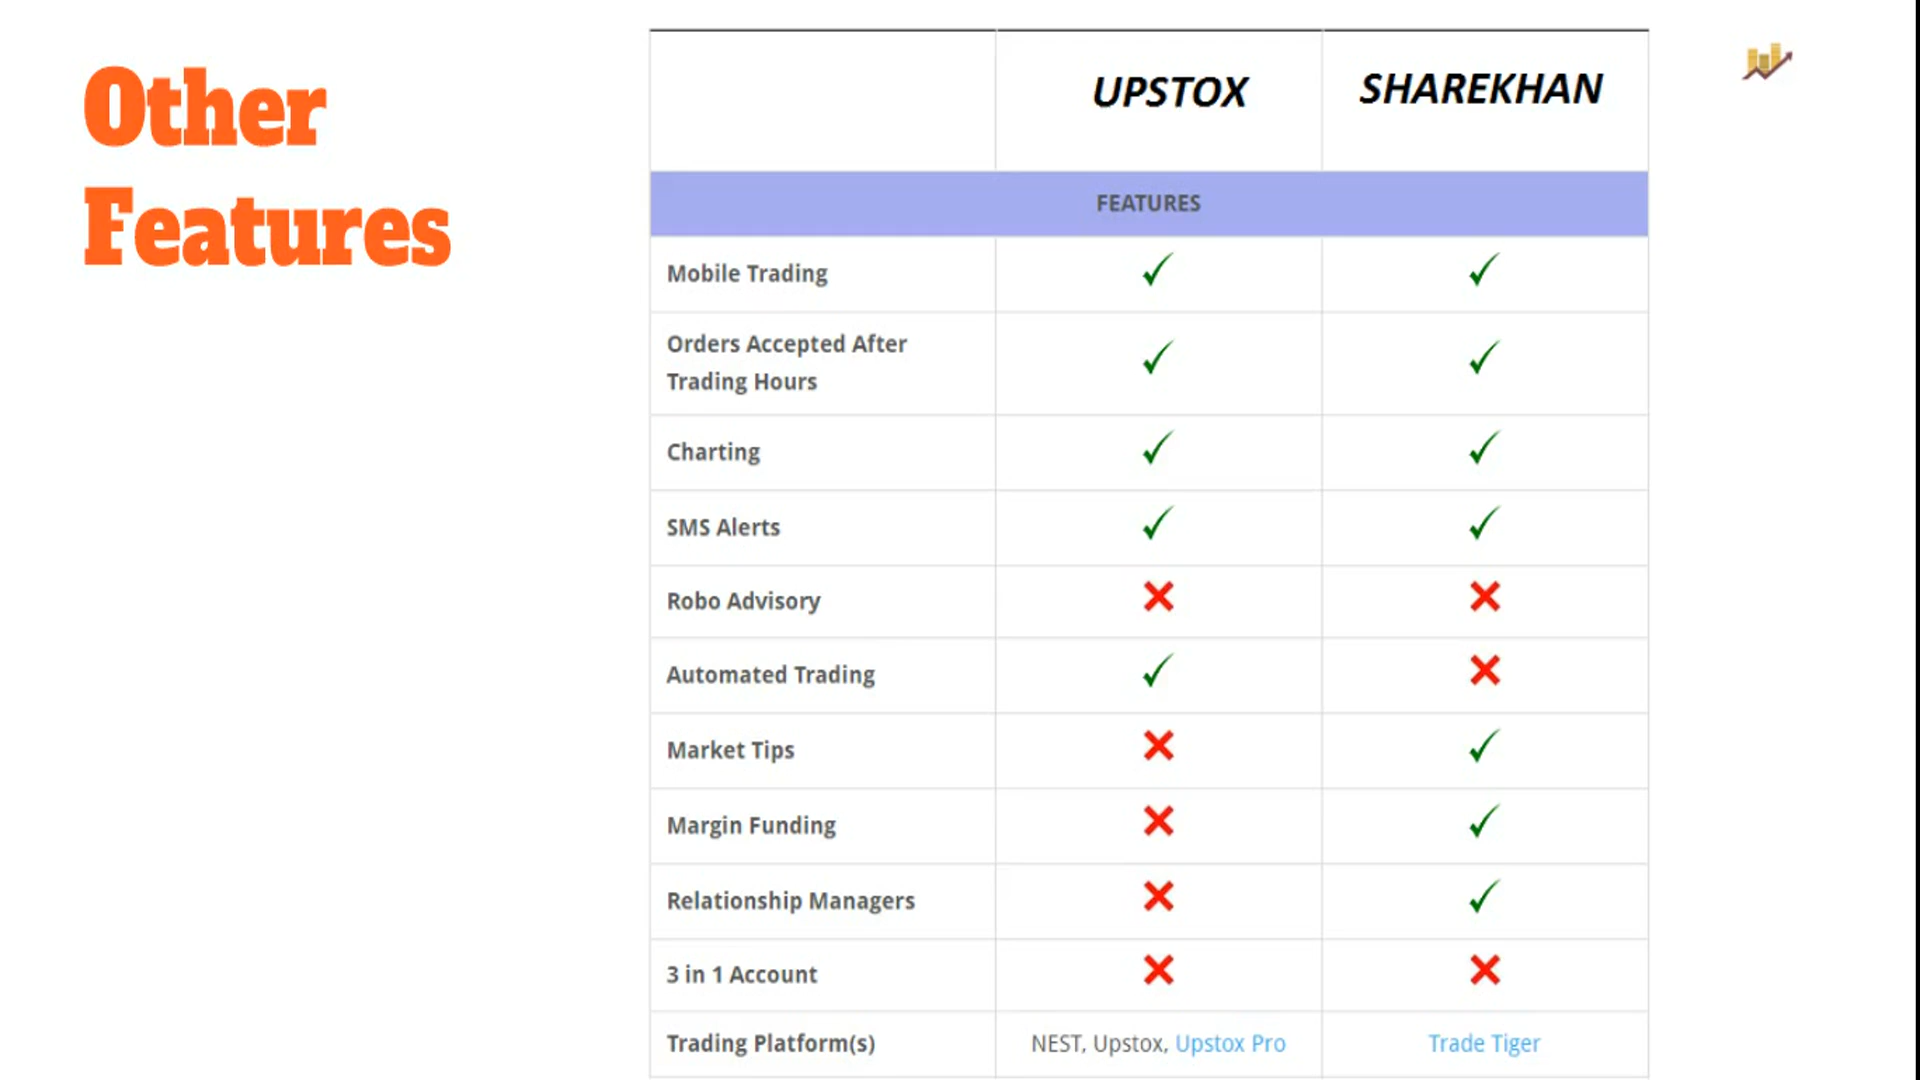 Other
Features
UPSTOX
SHAREKHAN
FEATURES
Mobile Trading
Orders Accepted After
Trading Hours
Charting
SMS Alerts
Robo Advisory
Automated Trading
Market Tips
Margin Funding
Relationship Managers
3 in 1 Account
Trading Platform(s)
NEST, Upstox, Upstox Pro
Trade Tiger